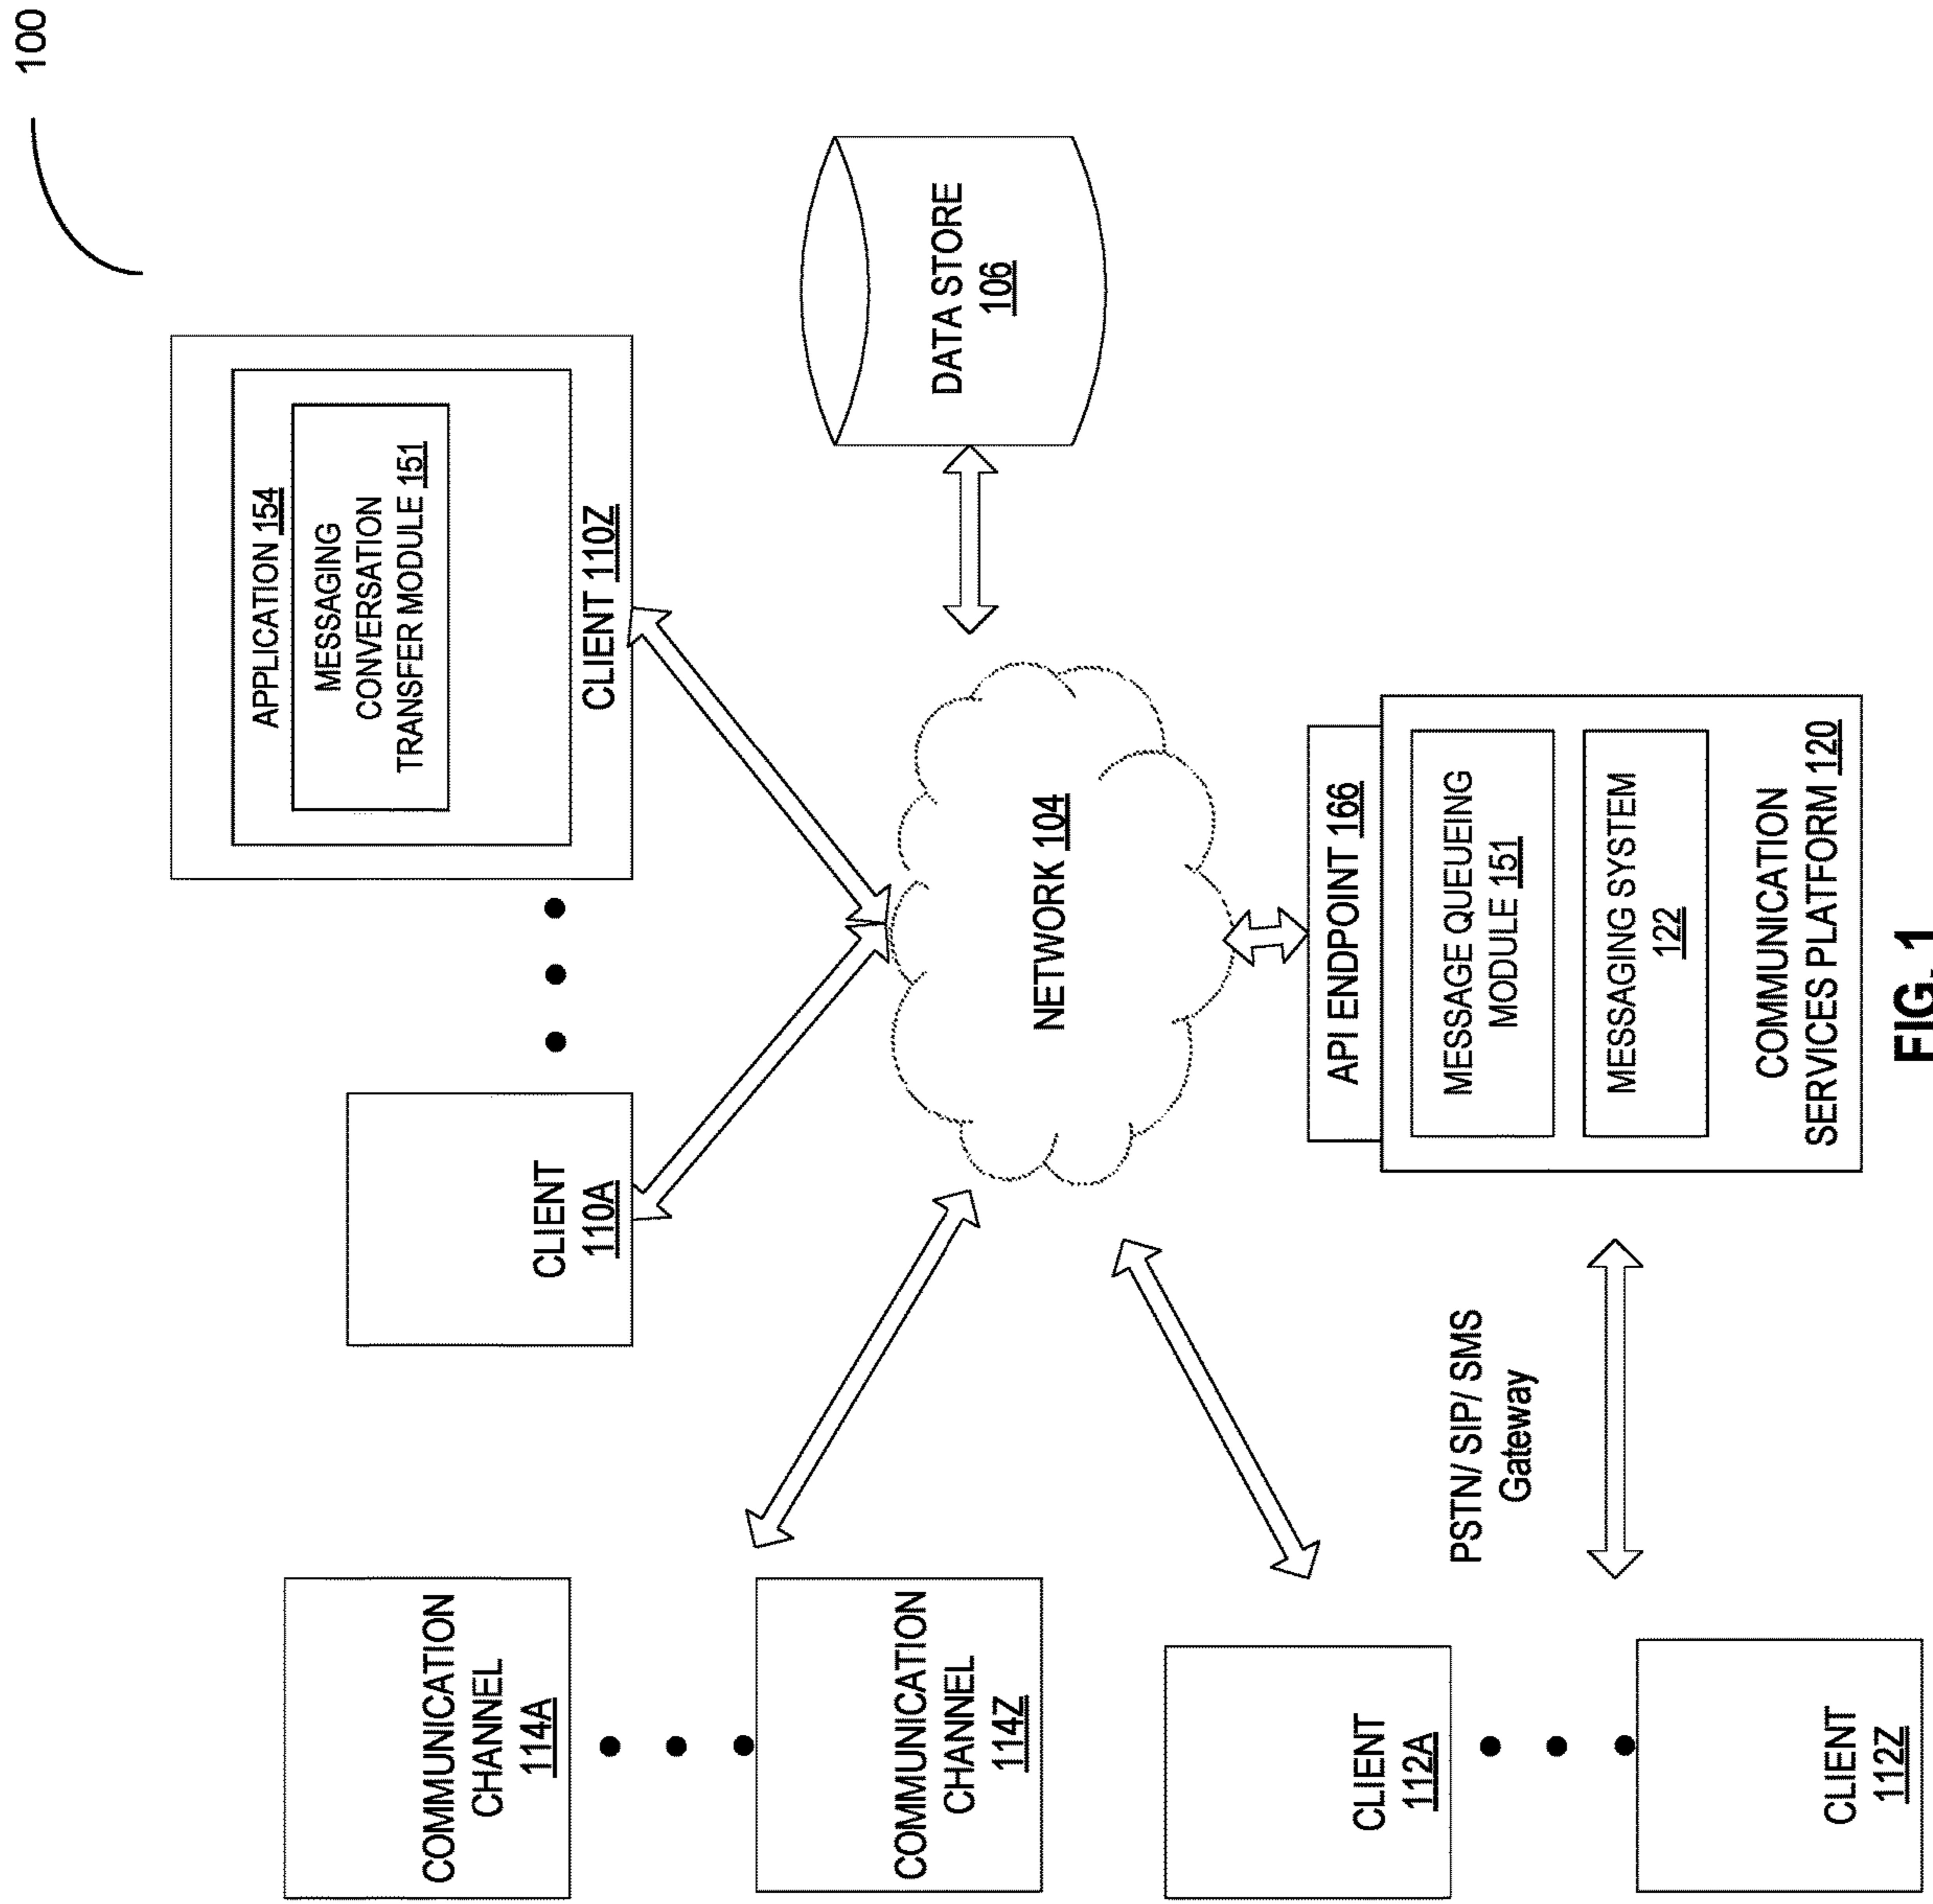 100
APPLICATION 154
MESSAGING
CONVERSATION
TRANSFER MODULE 151
CLIENT 110Z
CLIENT
110A
COMMUNICATION
CHANNEL
114A
COMMUNICATION
CHANNEL
114Z
DATA STORE
106
NETWORK 104
CLIENT
112A
CLIENT
112Z
PSTN/ SIP/ SMS
Gateway
API ENDPOINT 166
MESSAGE QUEUEING
MODULE 151
MESSAGING SYSTEM
122
COMMUNICATION
SERVICES PLATFORM 120
FIG. 1